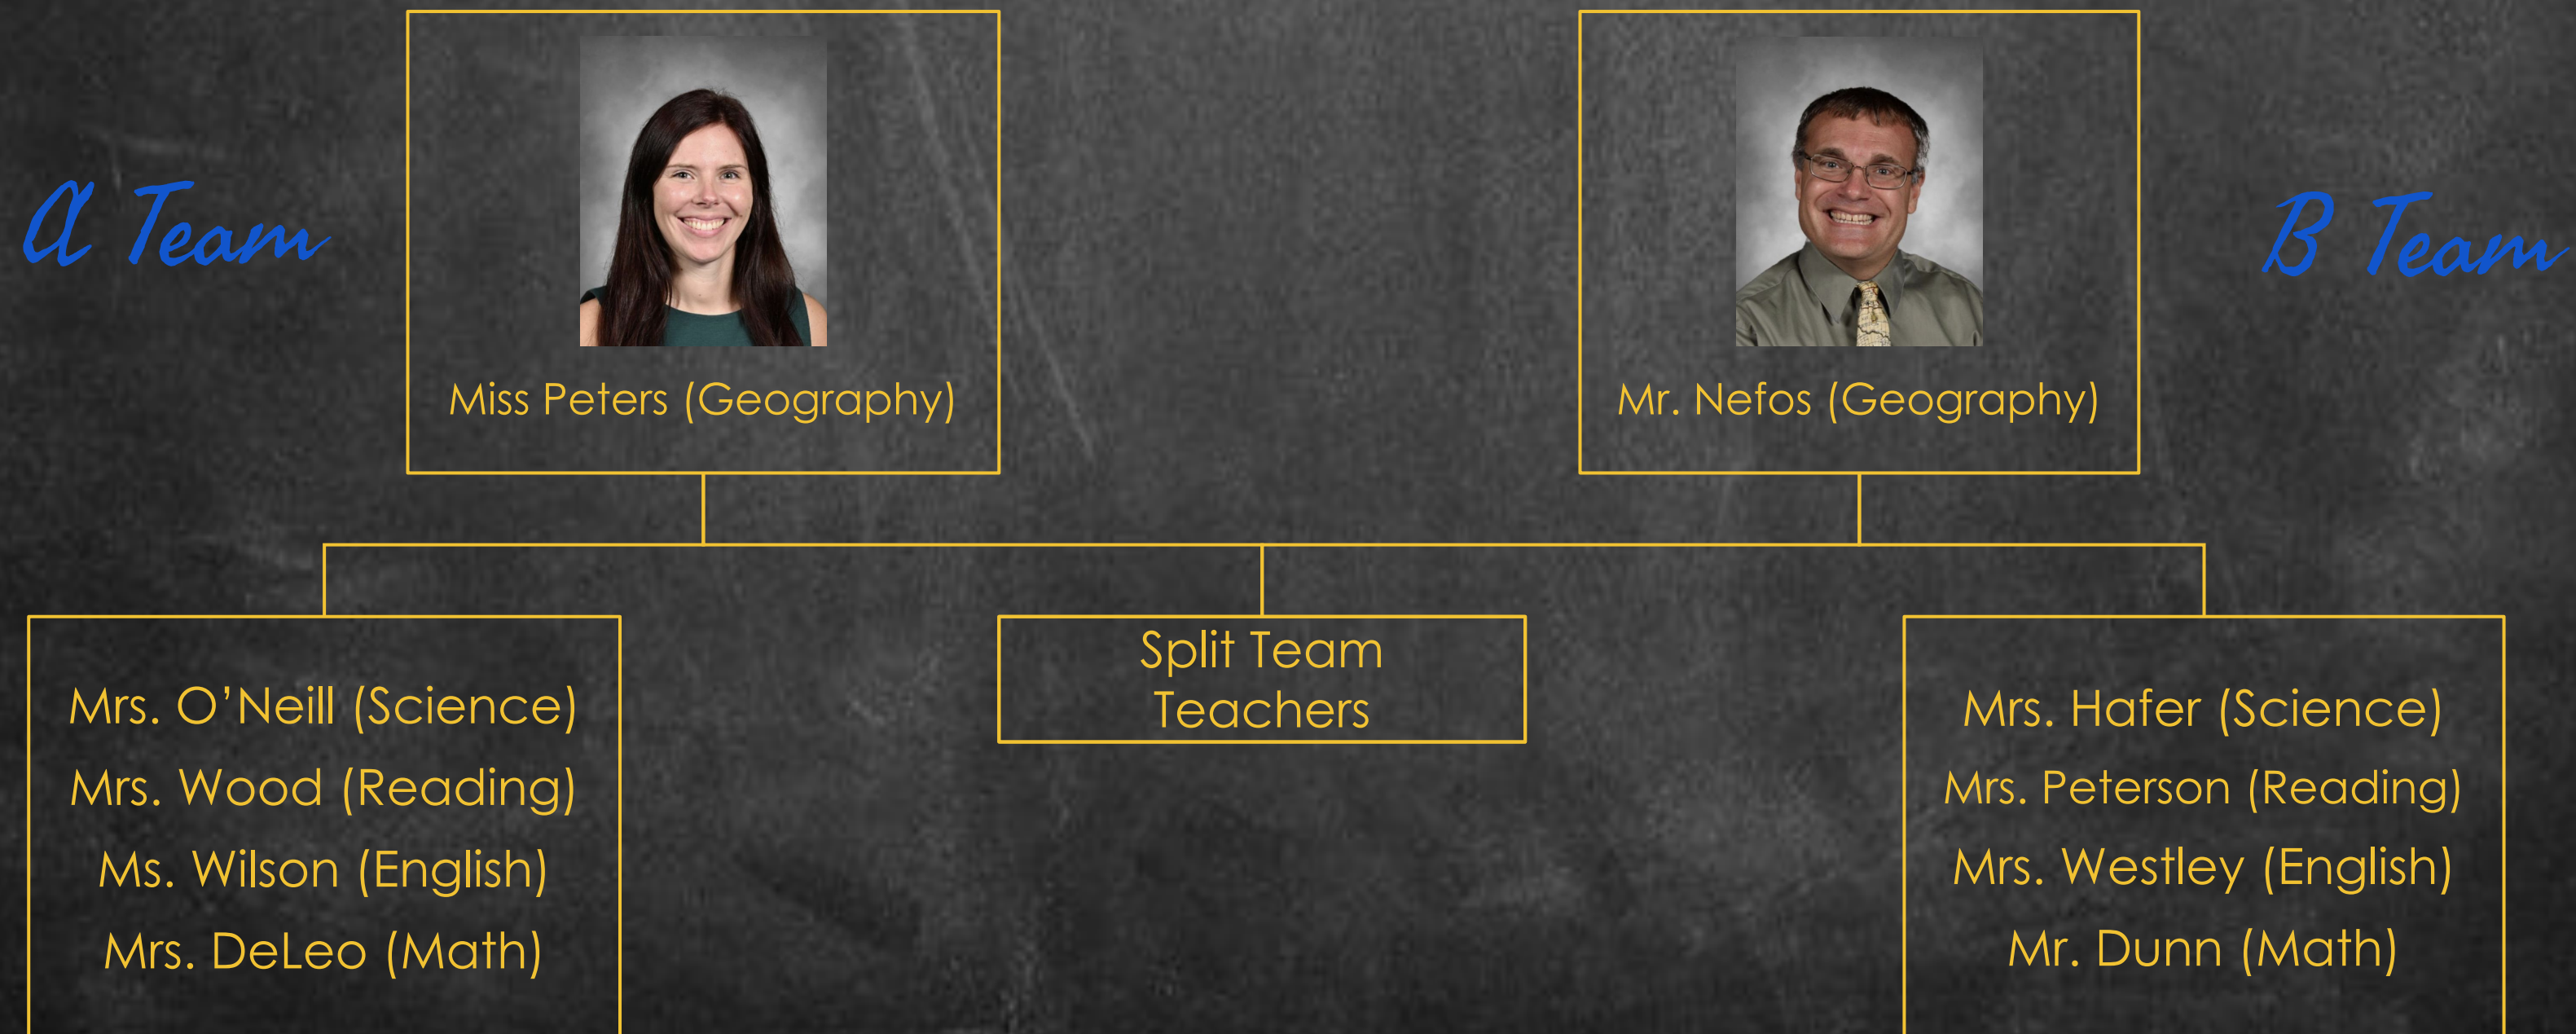 A Team
Miss Peters (Geography)
Mr. Nefos (Geography)
B Team
Mrs. O’Neill (Science)
Mrs. Wood (Reading)
Ms. Wilson (English)
Mrs. DeLeo (Math)
Split Team
Teachers
Mrs. Hafer (Science)
Mrs. Peterson (Reading)
Mrs. Westley (English)
Mr. Dunn (Math)